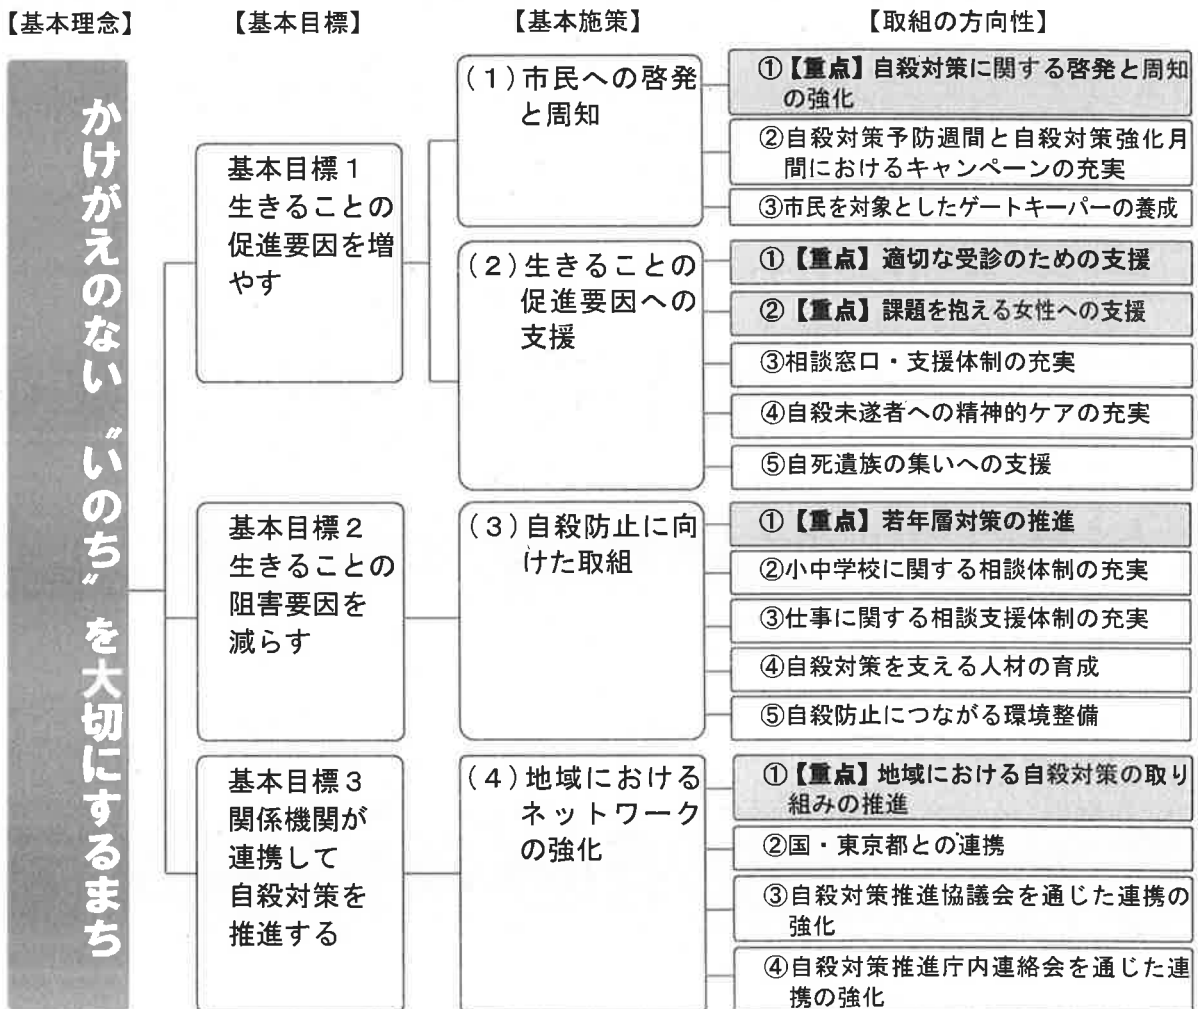 【基本理念】
【基本目標】
【基本施策】
【取組の方向性】
かけがえのない〝いのち〟を大切にするまち
基本目標1
生きることの
促進要因を増
やす
(1)市民への啓発
と周知
①【重点】自殺対策に関する啓発と周知
の強化
②自殺対策予防週間と自殺対策強化月
間におけるキャンペーンの充実
③市民を対象としたゲートキーパーの養成
(2)生きることの
促進要因への
支援
①【重点】適切な受診のための支援
②【重点】課題を抱える女性への支援
③相談窓口・支援体制の充実
④自殺未遂者への精神的ケアの充実
⑤自死遺族の集いへの支援
基本目標2
生きることの
阻害要因を
減らす
(3)自殺防止に向
けた取組
①【重点】若年層対策の推進
②小中学校に関する相談体制の充実
③仕事に関する相談支援体制の充実
④自殺対策を支える人材の育成
⑤自殺防止につながる環境整備
基本目標3
関係機関が
連携して
自殺対策を
推進する
(4)地域における
ネットワーク
の強化
①【重点】地域における自殺対策の取り
組みの推進
②国・東京都との連携
③自殺対策推進協議会を通じた連携の
強化
④自殺対策推進庁内連絡会を通じた連
携の強化